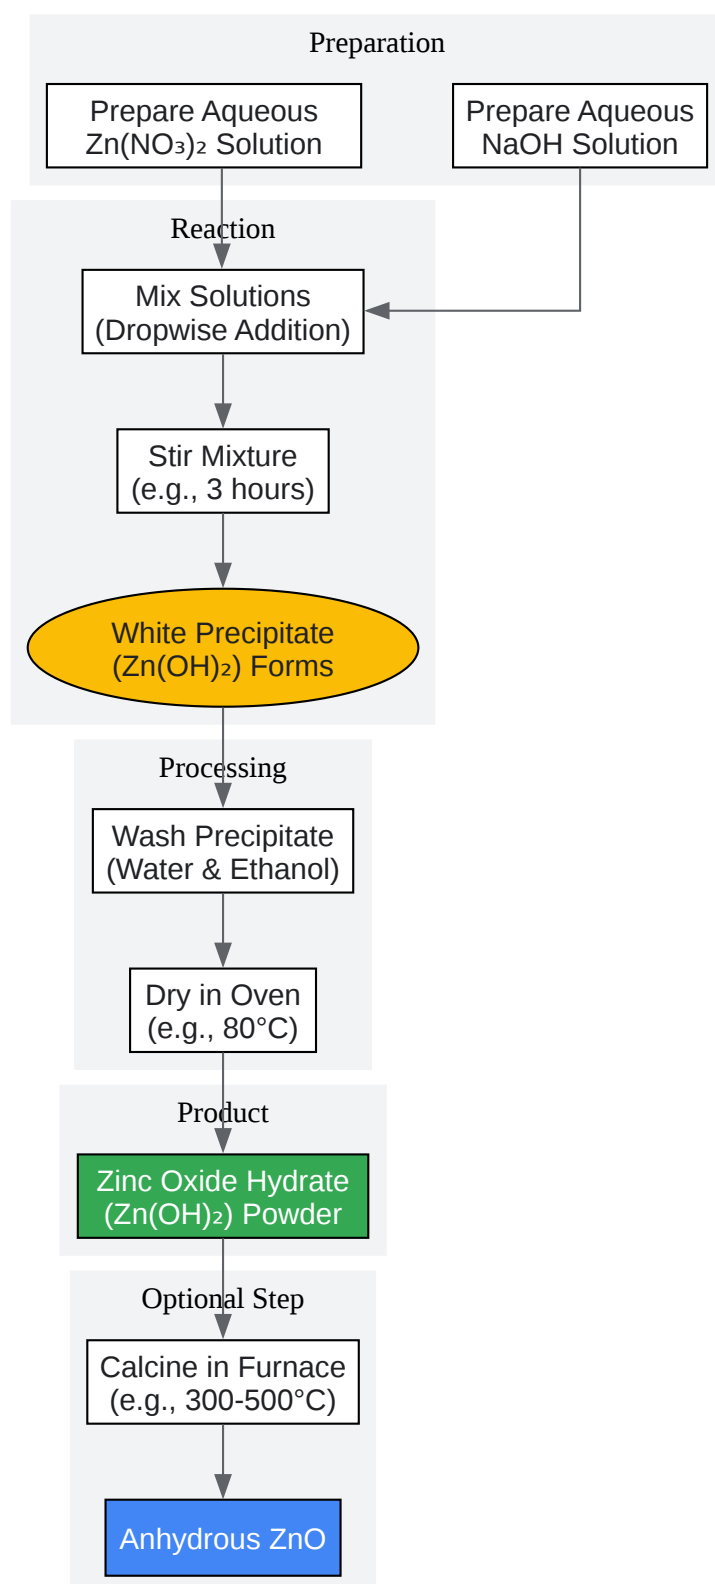 Preparation
Prepare Aqueous
Zn(NO₃)₂ Solution
Prepare Aqueous
NaOH Solution
Reaction
Mix Solutions
(Dropwise Addition)
Stir Mixture
(e.g., 3 hours)
White Precipitate
(Zn(OH)₂) Forms
Processing
Wash Precipitate
(Water & Ethanol)
Dry in Oven
(e.g., 80°C)
Product
Zinc Oxide Hydrate
(Zn(OH)₂) Powder
Optional Step
Calcine in Furnace
(e.g., 300-500°C)
Anhydrous ZnO